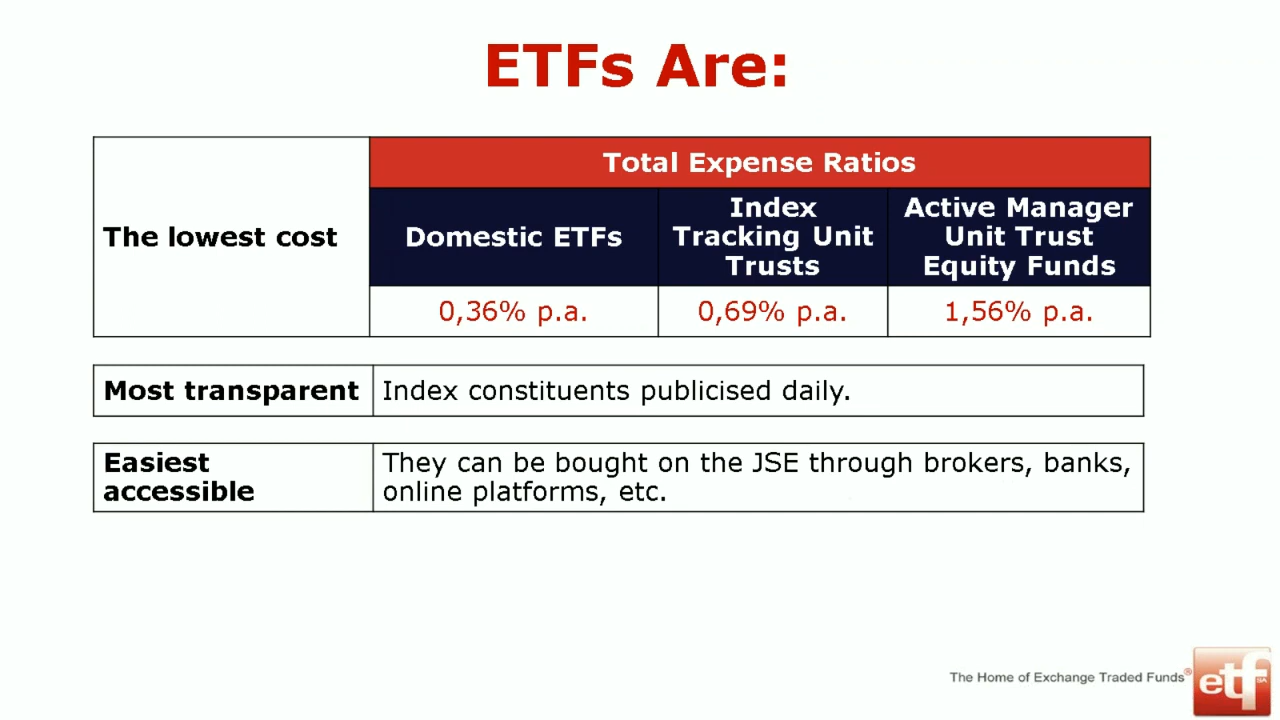 ETFs Are:
The lowest cost
Total Expense Ratios
Domestic ETFs
Index
Tracking Unit
Trusts
Active Manager
Unit Trust
Equity Funds
0,36% p.a.
0,69% p.a.
1,56% p.a.
Most transparent
Index constituents publicised daily.
Easiest
accessible
They can be bought on the JSE through brokers, banks,
online platforms, etc.
The Home of Exchange Traded Funds®
etf
SA